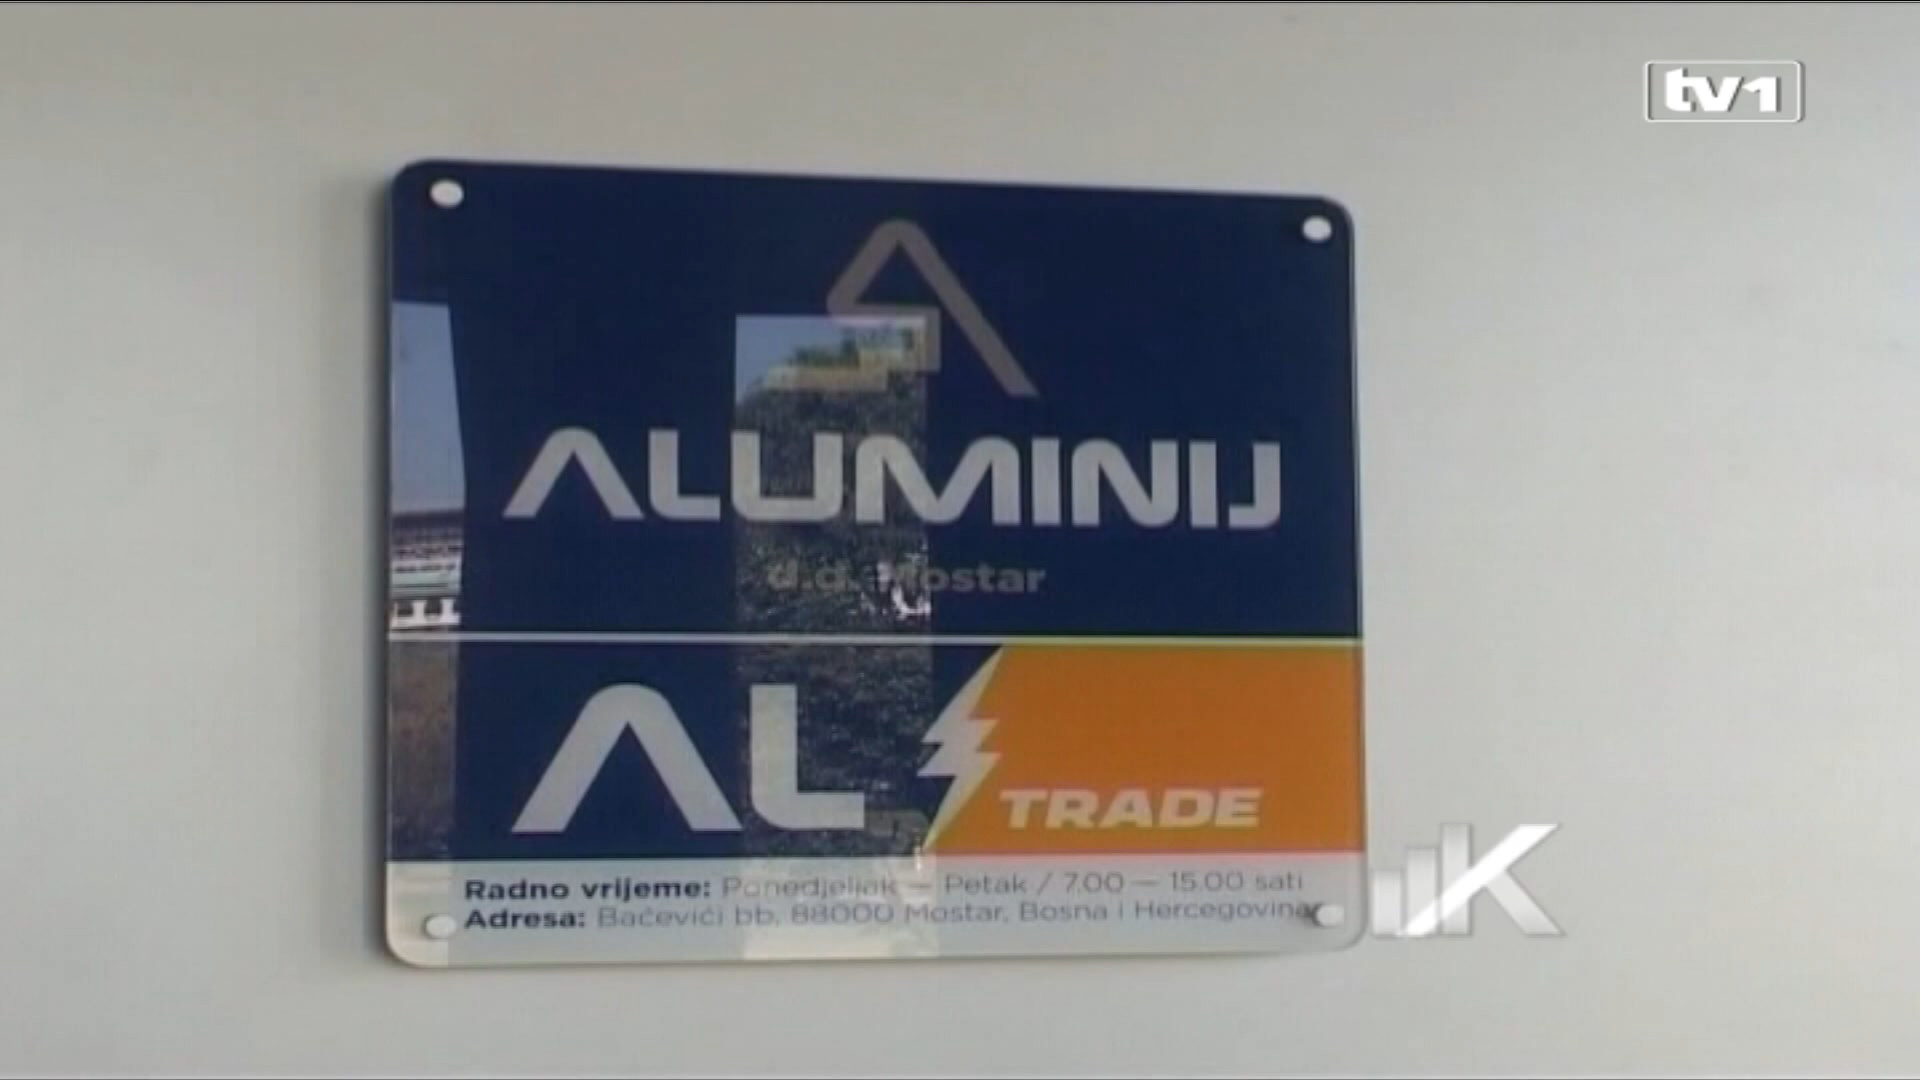 tv1
ALUMINIJ
d.d. Mostar
AL TRADE
Radno vrijeme: Ponedjeljak — Petak / 7.00 — 15.00 sati
Adresa: Baćevići bb, 88000 Mostar, Bosna i Hercegovina
K